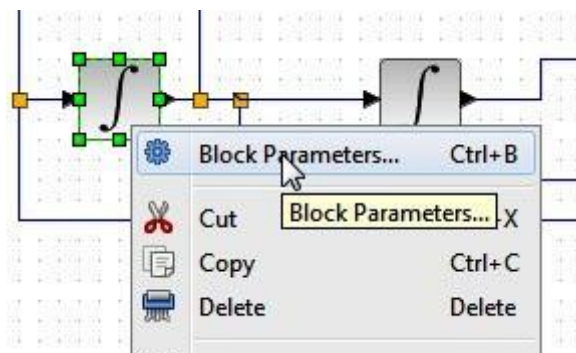 ∫ ∫
Block Parameters... Ctrl+B
Cut Block Parameters... X
Copy Ctrl+C
Delete Delete